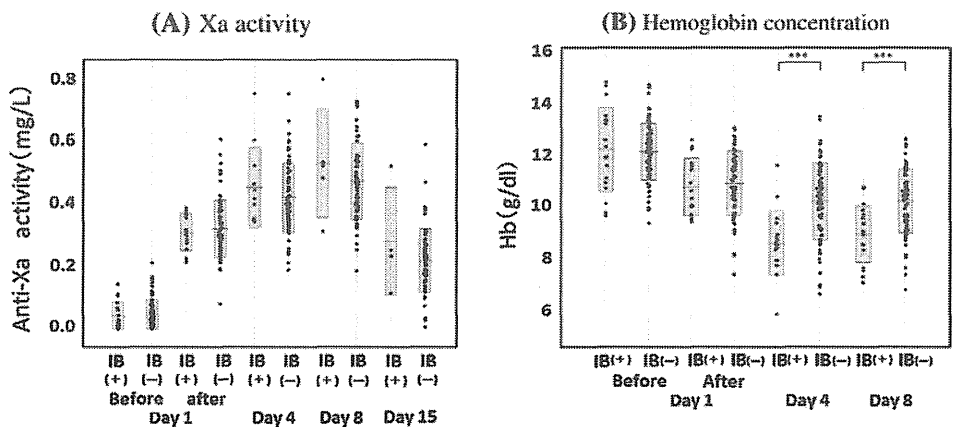 (A) Xa activity
Anti-Xa activity(mg/L)
0.8
0.6
0.4
0.2
0.0
IB IB IB IB IB IB IB IB IB IB
(+) (−) (+) (−) (+) (−) (+) (−) (+) (−)
Before after
Day 1 Day 4 Day 8 Day 15
(B) Hemoglobin concentration
Hb(g/dl)
16
14
12
10
8
6
*** ***
IB(+) IB(−) IB(+) IB(−) IB(+) IB(−) IB(+) IB(−)
Before After
Day 1 Day 4 Day 8